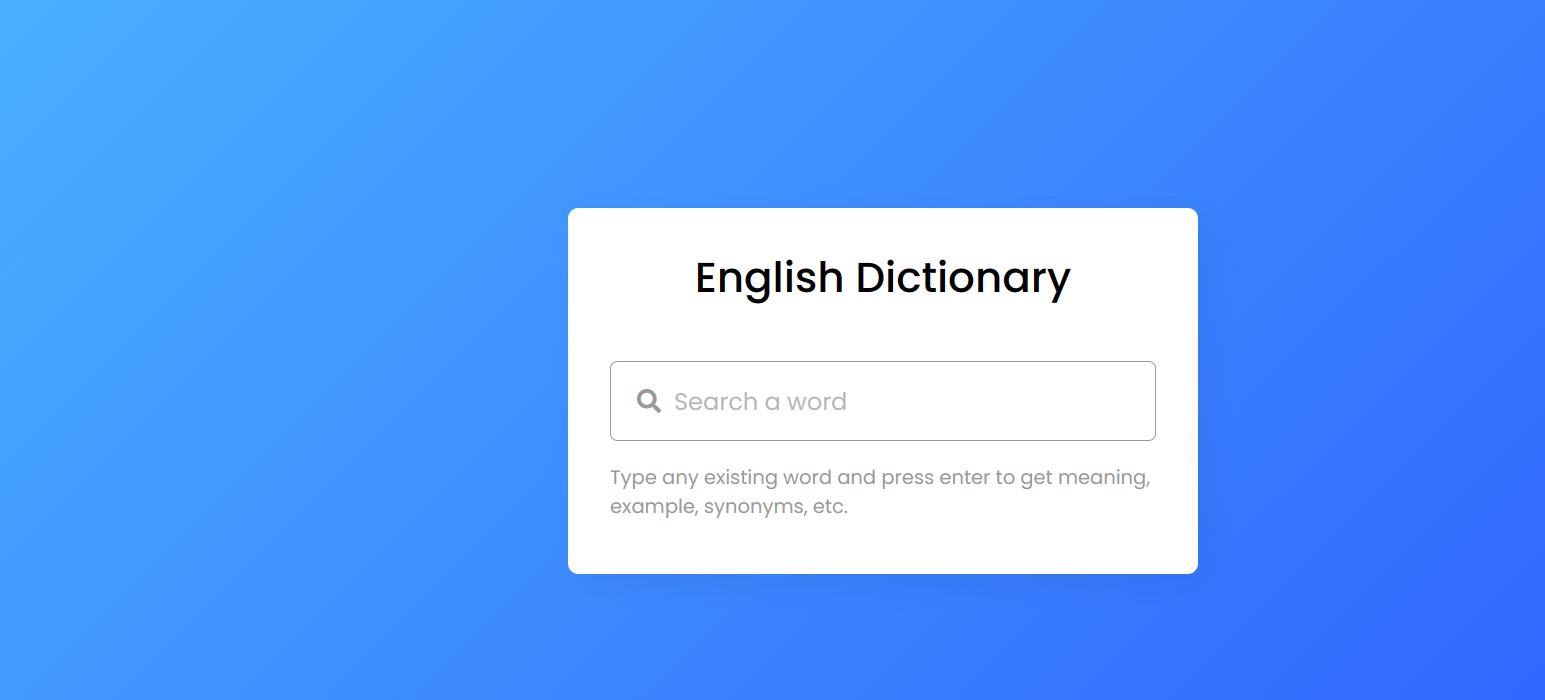 English Dictionary
Search a word
Type any existing word and press enter to get meaning,
example, synonyms, etc.